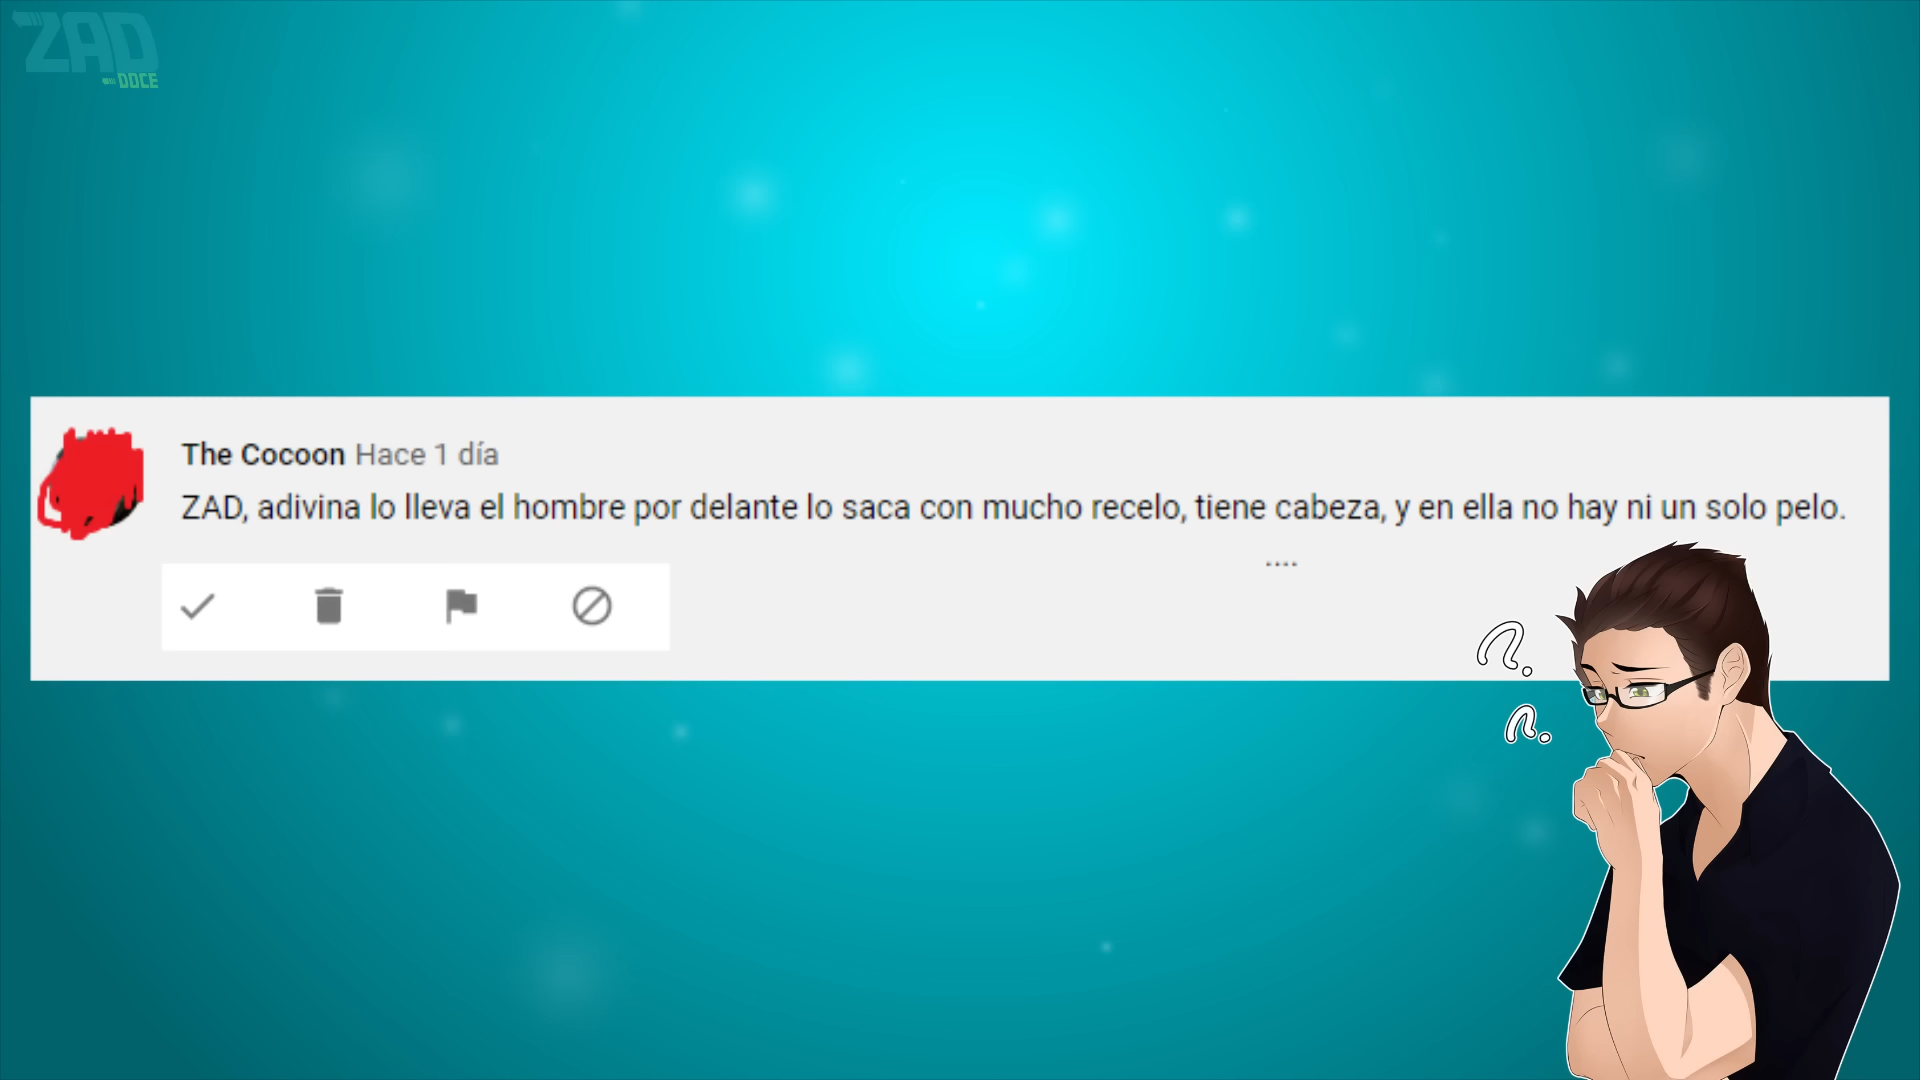 ZAD
DOCE
The Cocoon Hace 1 día
ZAD, adivina lo lleva el hombre por delante lo saca con mucho recelo, tiene cabeza, y en ella no hay ni un solo pelo.
....
?
?